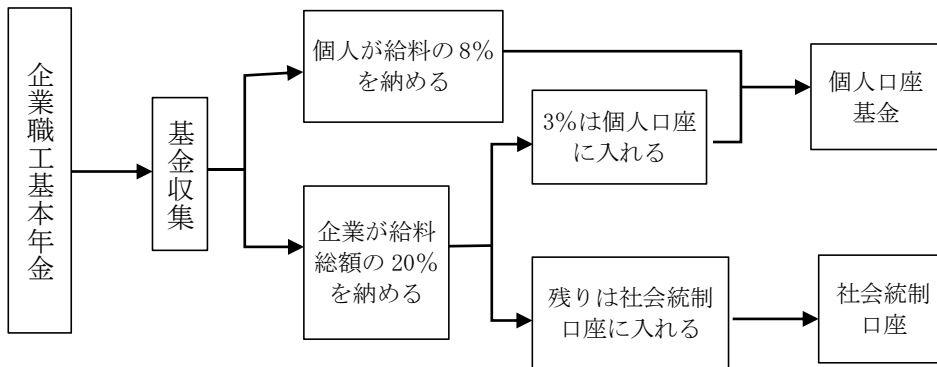 企業職工基本年金
基金収集
個人が給料の 8%
を納める
企業が給料
総額の 20%
を納める
3%は個人口座
に入れる
残りは社会統制
口座に入れる
個人口座
基金
社会統制
口座